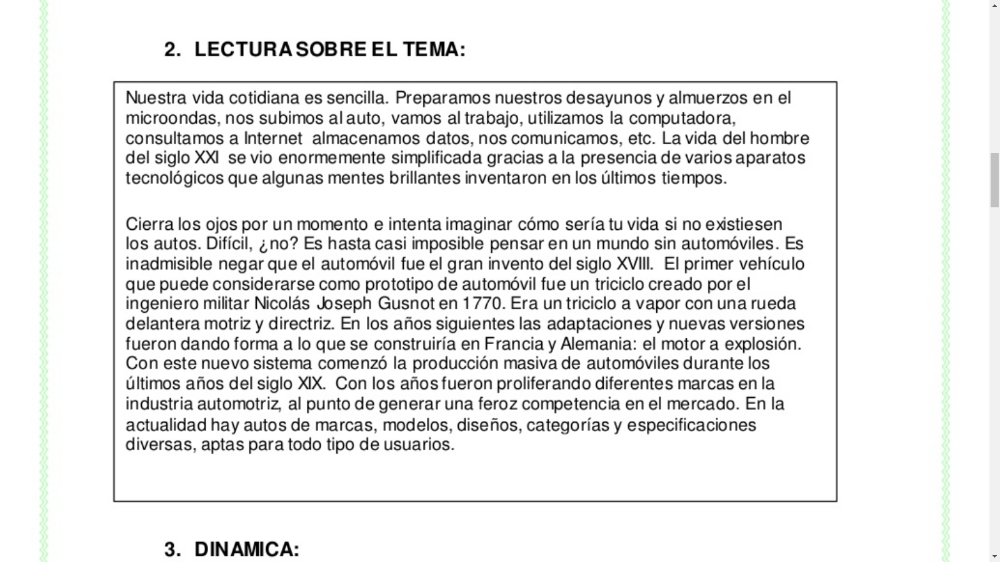 2. LECTURA SOBRE EL TEMA:
Nuestra vida cotidiana es sencilla. Preparamos nuestros desayunos y almuerzos en el
microondas, nos subimos al auto, vamos al trabajo, utilizamos la computadora,
consultamos a Internet almacenamos datos, nos comunicamos, etc. La vida del hombre
del siglo XXI se vio enormemente simplificada gracias a la presencia de varios aparatos
tecnológicos que algunas mentes brillantes inventaron en los últimos tiempos.
Cierra los ojos por un momento e intenta imaginar cómo sería tu vida si no existiesen
los autos. Difícil, ¿no? Es hasta casi imposible pensar en un mundo sin automóviles. Es
inadmisible negar que el automóvil fue el gran invento del siglo XVIII. El primer vehículo
que puede considerarse como prototipo de automóvil fue un triciclo creado por el
ingeniero militar Nicolás Joseph Gusnot en 1770. Era un triciclo a vapor con una rueda
delantera motriz y directriz. En los años siguientes las adaptaciones y nuevas versiones
fueron dando forma a lo que se construiría en Francia y Alemania: el motor a explosión.
Con este nuevo sistema comenzó la producción masiva de automóviles durante los
últimos años del siglo XIX. Con los años fueron proliferando diferentes marcas en la
industria automotriz, al punto de generar una feroz competencia en el mercado. En la
actualidad hay autos de marcas, modelos, diseños, categorías y especificaciones
diversas, aptas para todo tipo de usuarios.
3. DINAMICA: